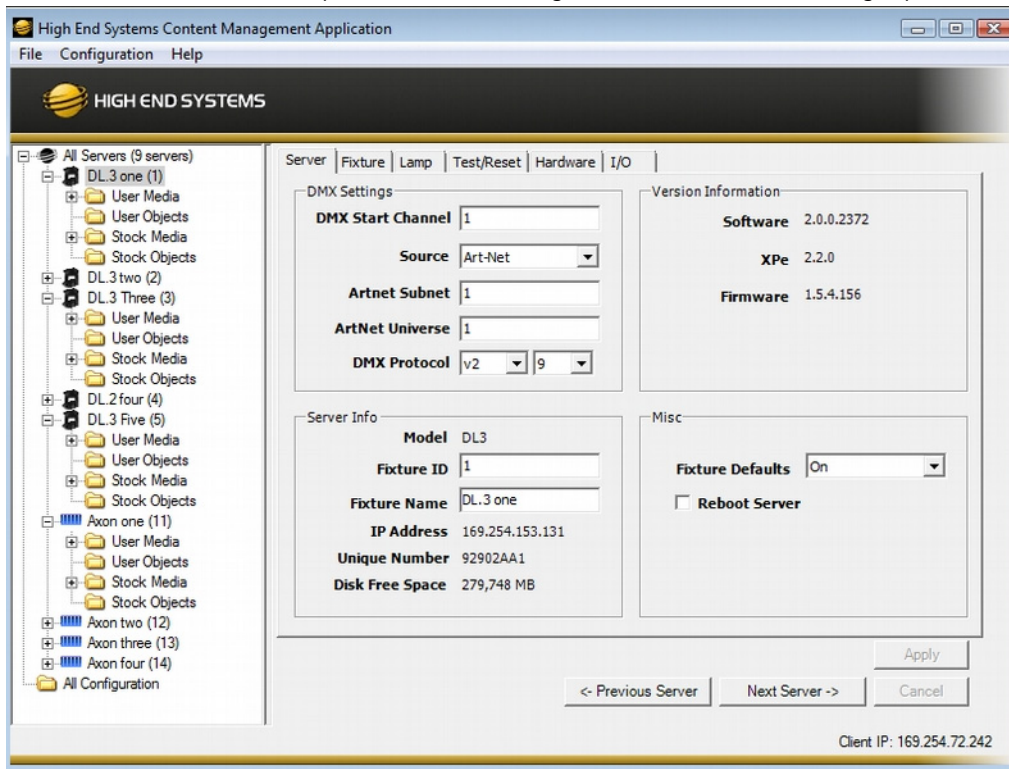 High End Systems Content Management Application
File Configuration Help
HIGH END SYSTEMS
All Servers (9 servers)
DL.3 one (1)
User Media
User Objects
Stock Media
Stock Objects
DL.3 two (2)
DL.3 Three (3)
User Media
User Objects
Stock Media
Stock Objects
DL.2 four (4)
DL.3 Five (5)
User Media
User Objects
Stock Media
Stock Objects
Axon one (11)
User Media
User Objects
Stock Media
Stock Objects
Axon two (12)
Axon three (13)
Axon four (14)
All Configuration
Server Fixture Lamp Test/Reset Hardware I/O
DMX Settings
DMX Start Channel 1
Source Art-Net
Artnet Subnet 1
ArtNet Universe 1
DMX Protocol v2 9
Version Information
Software 2.0.0.2372
XPe 2.2.0
Firmware 1.5.4.156
Server Info
Model DL3
Fixture ID 1
Fixture Name DL.3 one
IP Address 169.254.153.131
Unique Number 92902AA1
Disk Free Space 279,748 MB
Misc
Fixture Defaults On
Reboot Server
Apply
<- Previous Server Next Server -> Cancel
Client IP: 169.254.72.242